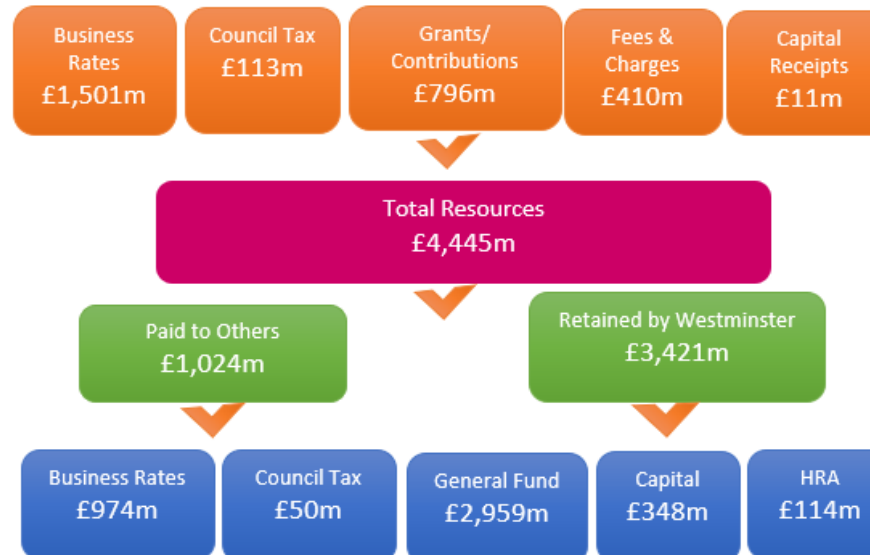 Business
Rates
£1,501m
Council Tax
£113m
Grants/
Contributions
£796m
Fees &
Charges
£410m
Capital
Receipts
£11m
Total Resources
£4,445m
Paid to Others
£1,024m
Retained by Westminster
£3,421m
Business Rates
£974m
Council Tax
£50m
General Fund
£2,959m
Capital
£348m
HRA
£114m